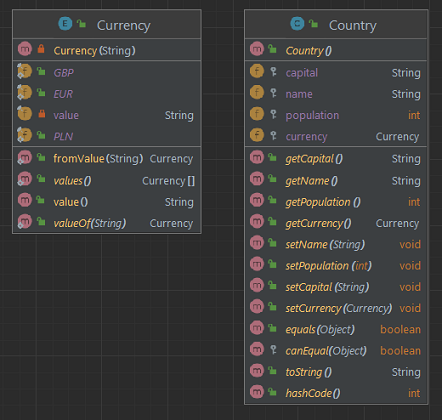 Currency
Currency(String)
GBP
EUR
value String
PLN
fromValue(String) Currency
values() Currency[]
value() String
valueOf(String) Currency
Country
Country()
capital String
name String
population int
currency Currency
getCapital() String
getName() String
getPopulation() int
getCurrency() Currency
setName(String) void
setPopulation(int) void
setCapital(String) void
setCurrency(Currency) void
equals(Object) boolean
canEqual(Object) boolean
toString() String
hashCode() int